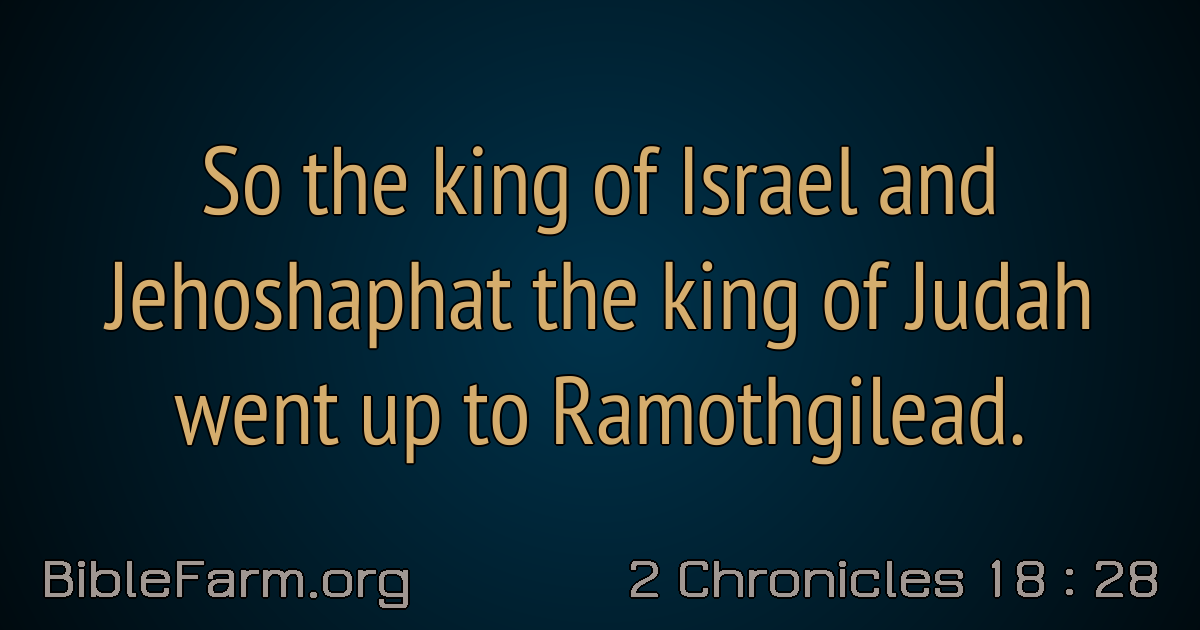 So the king of Israel and
Jehoshaphat the king of Judah
went up to Ramothgilead.
BibleFarm.org
2 Chronicles 18 : 28